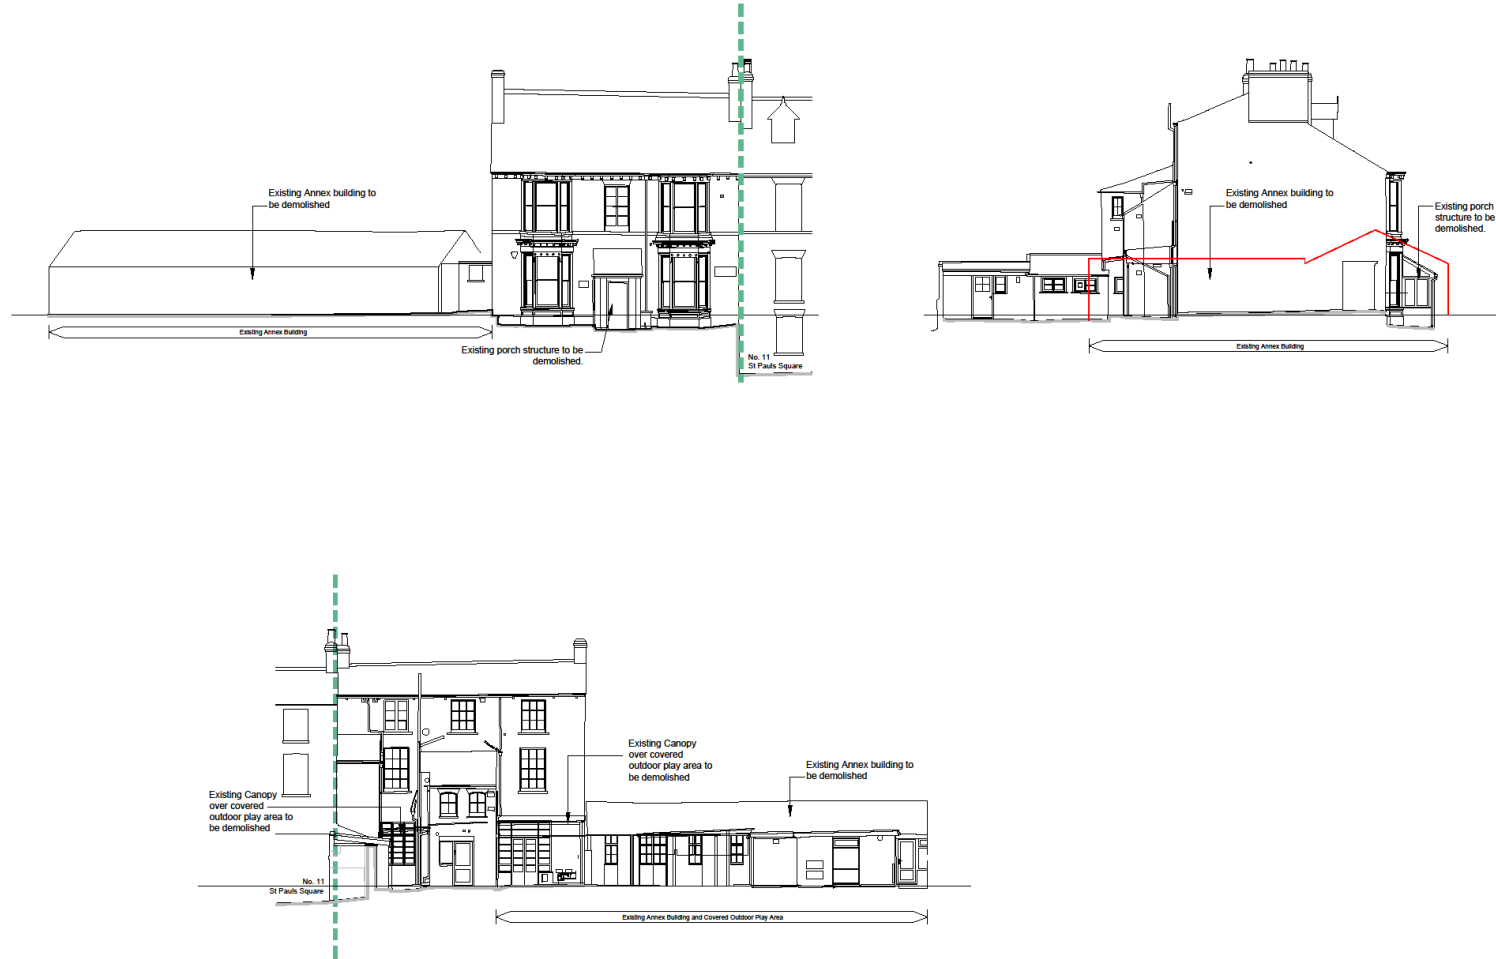 Existing Annex building to
be demolished
Existing Annex Building
Existing porch structure to be
demolished.
No. 11
St Pauls Square
Existing Annex building to
be demolished
Existing porch
structure to be
demolished.
Existing Annex Building
Existing Canopy
over covered
outdoor play area to
be demolished
Existing Canopy
over covered
outdoor play area to
be demolished
Existing Annex building to
be demolished
No. 11
St Pauls Square
Existing Annex Building and Covered Outdoor Play Area